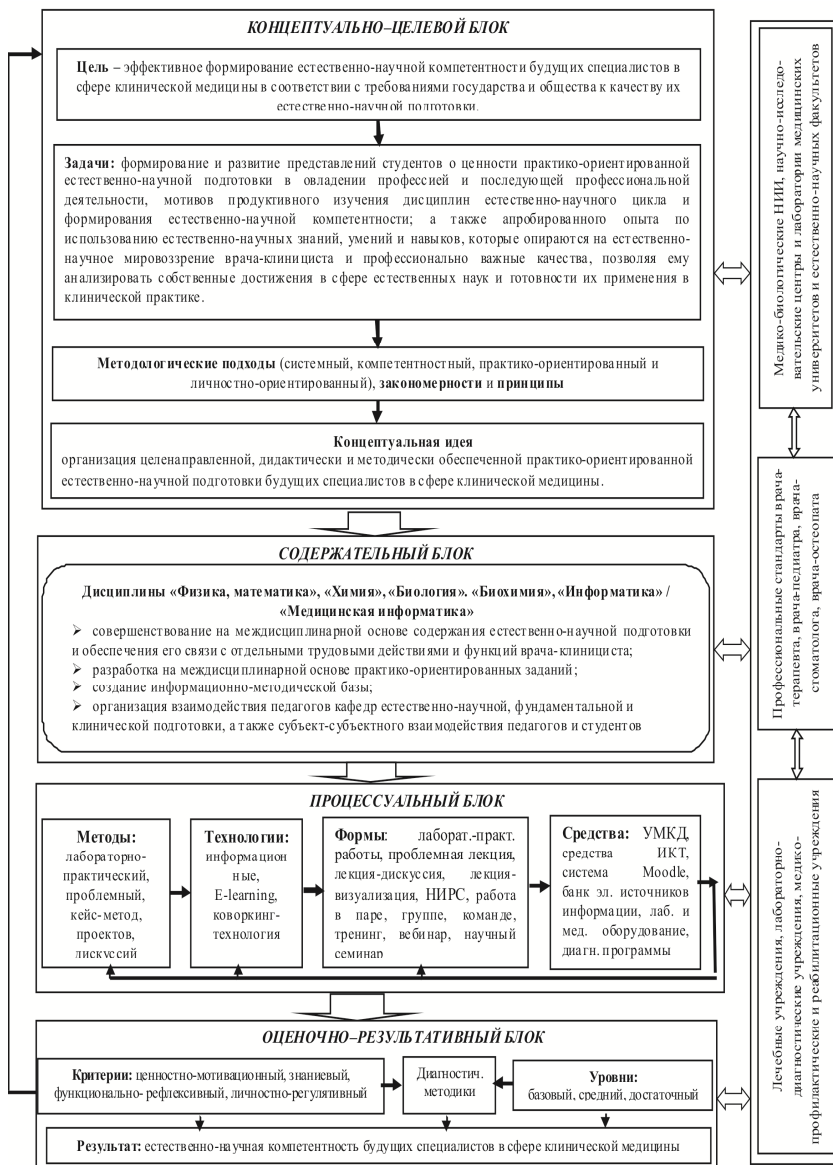 КОНЦЕПТУАЛЬНО–ЦЕЛЕВОЙ БЛОК
Цель – эффективное формирование естественно-научной компетентности будущих специалистов в
сфере клинической медицины в соответствии с требованиями государства и общества к качеству их
естественно-научной подготовки.
Задачи: формирование и развитие представлений студентов о ценности практико-ориентированной
естественно-научной подготовки в овладении профессией и последующей профессиональной
деятельности, мотивов продуктивного изучения дисциплин естественно-научного цикла и
формирования естественно-научной компетентности; а также апробированного опыта по
использованию естественно-научных знаний, умений и навыков, которые опираются на естественно-
научное мировоззрение врача-клинициста и профессионально важные качества, позволяя ему
анализировать собственные достижения в сфере естественных наук и готовности их применения в
клинической практике.
Методологические подходы (системный, компетентностный, практико-ориентированный и
личностно-ориентированный), закономерности и принципы
Концептуальная идея
организация целенаправленной, дидактически и методически обеспеченной практико-ориентированной
естественно-научной подготовки будущих специалистов в сфере клинической медицины.
СОДЕРЖАТЕЛЬНЫЙ БЛОК
Дисциплины «Физика, математика», «Химия», «Биология». «Биохимия», «Информатика» /
«Медицинская информатика»
➢ совершенствование на междисциплинарной основе содержания естественно-научной подготовки
и обеспечения его связи с отдельными трудовыми действиями и функций врача-клинициста;
➢ разработка на междисциплинарной основе практико-ориентированных заданий;
➢ создание информационно-методической базы;
➢ организация взаимодействия педагогов кафедр естественно-научной, фундаментальной и
клинической подготовки, а также субъект-субъектного взаимодействия педагогов и студентов
ПРОЦЕССУАЛЬНЫЙ БЛОК
Методы:
лабораторно-
практический,
проблемный,
кейс-метод,
проектов,
дискуссий
Технологии:
информацион
ные,
E-learning,
коворкинг-
технология
Формы: лаборат.-практ.
работы, проблемная лекция,
лекция-дискуссия, лекция-
визуализация, НИРС, работа
в паре, группе, команде,
тренинг, вебинар, научный
семинар
Средства: УМКД,
средства ИКТ,
система Moodle,
банк эл. источников
информации, лаб. и
мед. оборудование,
диагн. программы
ОЦЕНОЧНО–РЕЗУЛЬТАТИВНЫЙ БЛОК
Критерии: ценностно-мотивационный, знаниевый,
функционально- рефлексивный, личностно-регулятивный
Диагностич.
методики
Уровни:
базовый, средний, достаточный
Результат: естественно-научная компетентность будущих специалистов в сфере клинической медицины
Медико-биологические НИИ, научно-исследо-
вательские центры и лаборатории медицинских
университетов и естественно-научных факультетов
Профессиональные стандарты врача-
терапевта, врача-педиатра, врача-
стоматолога, врача-остеопата
Лечебные учреждения, лабораторно-
диагностические учреждения, медико-
профилактические и реабилитационные учреждения